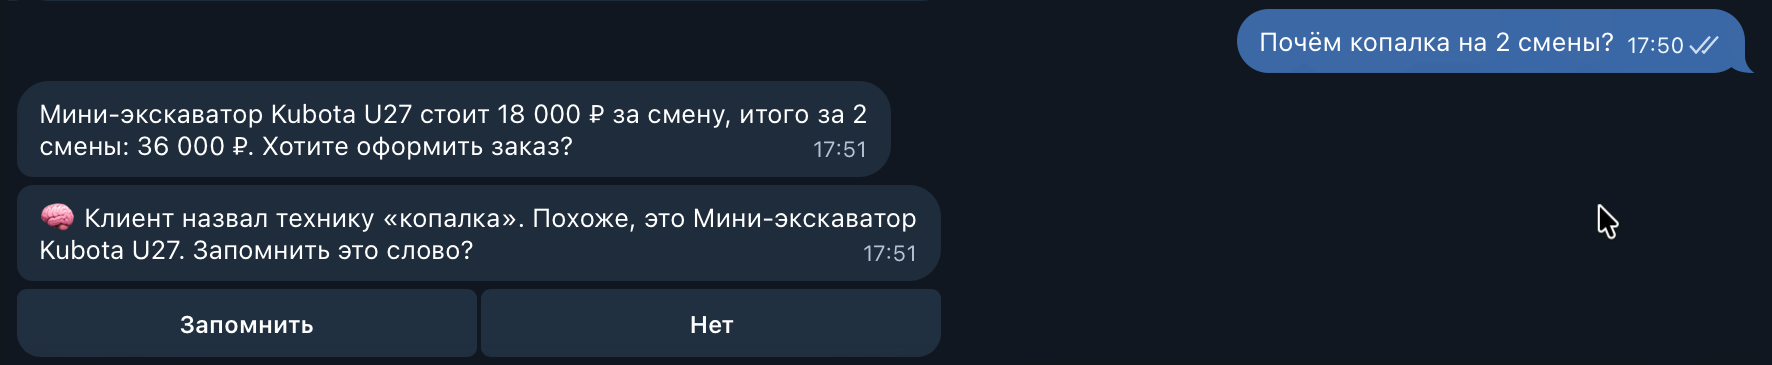 Почём копалка на 2 смены? 17:50
Мини-экскаватор Kubota U27 стоит 18 000 ₽ за смену, итого за 2
смены: 36 000 ₽. Хотите оформить заказ? 17:51
🧠 Клиент назвал технику «копалка». Похоже, это Мини-экскаватор
Kubota U27. Запомнить это слово? 17:51
Запомнить
Нет